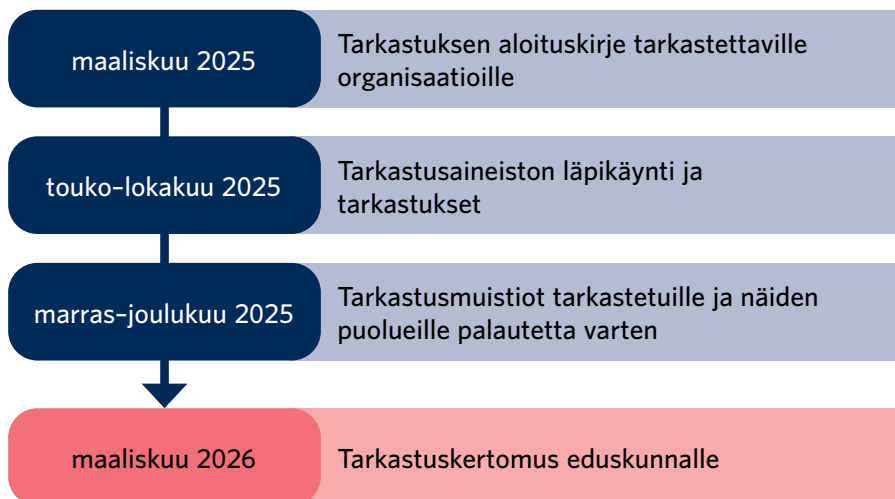 maaliskuu 2025
Tarkastuksen aloituskirje tarkastettaville
organisaatioille
touko–lokakuu 2025
Tarkastusaineiston läpikäynti ja
tarkastukset
marras–joulukuu 2025
Tarkastusmuistiot tarkastetuille ja näiden
puolueille palautetta varten
maaliskuu 2026
Tarkastuskertomus eduskunnalle